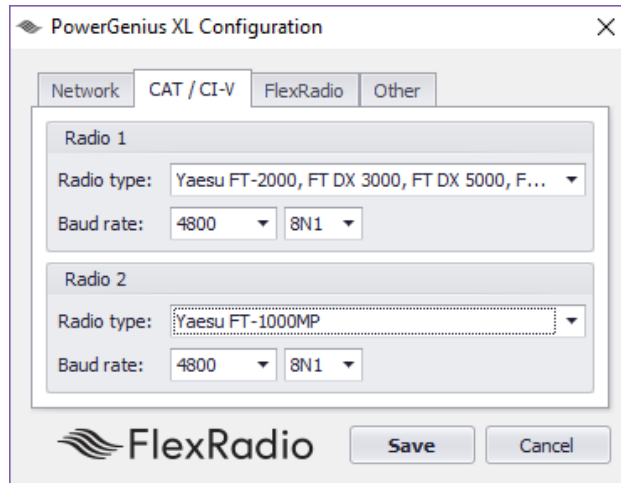 PowerGenius XL Configuration
Network CAT / CI-V FlexRadio Other
Radio 1
Radio type: Yaesu FT-2000, FT DX 3000, FT DX 5000, F...
Baud rate: 4800 8N1
Radio 2
Radio type: Yaesu FT-1000MP
Baud rate: 4800 8N1
FlexRadio Save Cancel